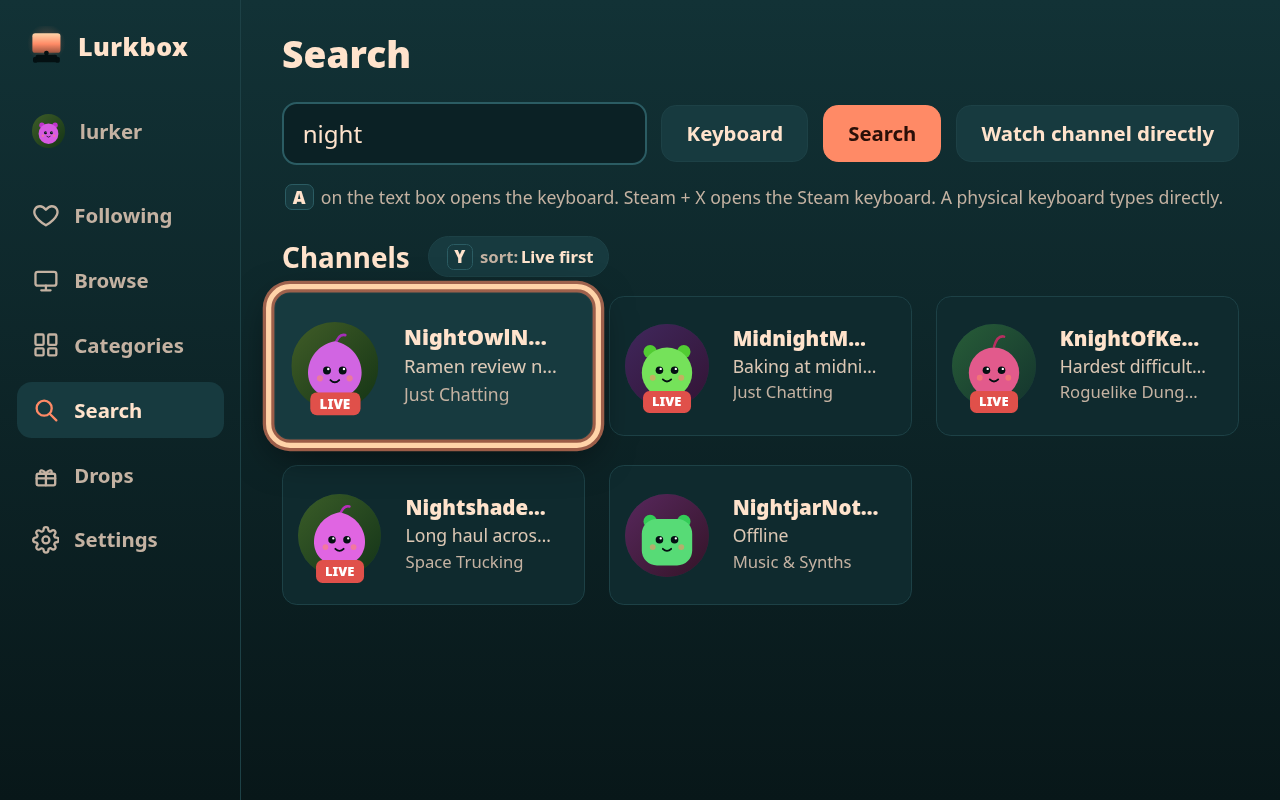 Lurkbox
lurker
Following
Browse
Categories
Search
Drops
Settings
Search
night
Keyboard
Search
Watch channel directly
A on the text box opens the keyboard. Steam + X opens the Steam keyboard. A physical keyboard types directly.
Channels
Y sort: Live first
NightOwlN...
Ramen review n...
Just Chatting
LIVE
MidnightM...
Baking at midni...
Just Chatting
LIVE
KnightOfKe...
Hardest difficult...
Roguelike Dung...
LIVE
Nightshade...
Long haul acros...
Space Trucking
LIVE
NightjarNot...
Offline
Music & Synths